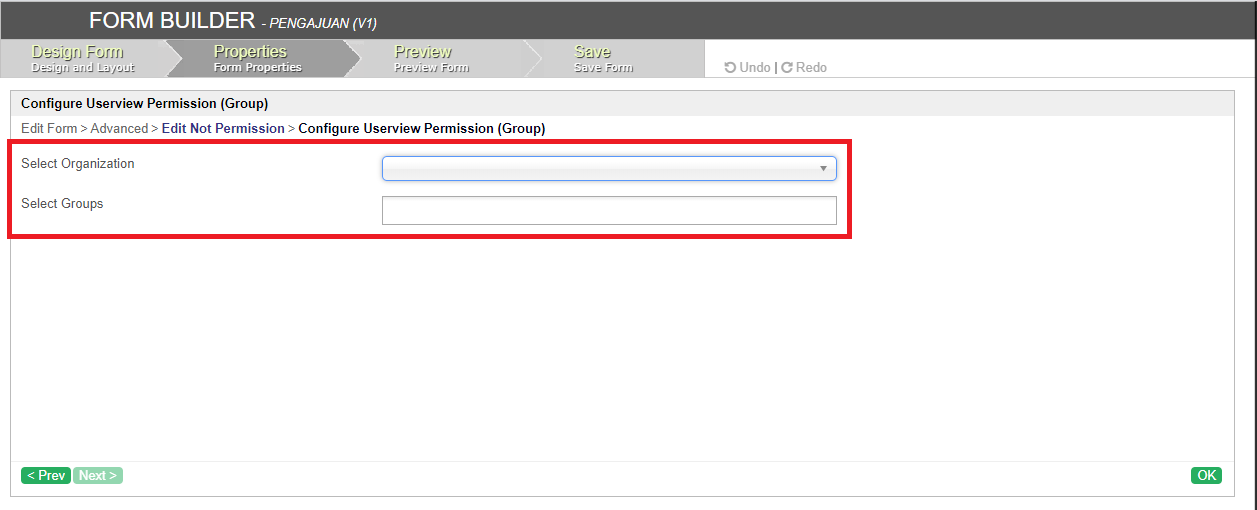 FORM BUILDER - PENGAJUAN (V1)
Design Form
Design and Layout
Properties
Form Properties
Preview
Preview Form
Save
Save Form
Undo | Redo
Configure Userview Permission (Group)
Edit Form > Advanced > Edit Not Permission > Configure Userview Permission (Group)
Select Organization
Select Groups
< Prev Next > OK